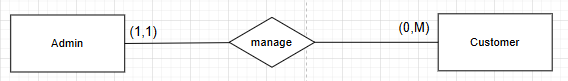 Admin
(1,1)
manage
(0,M)
Customer